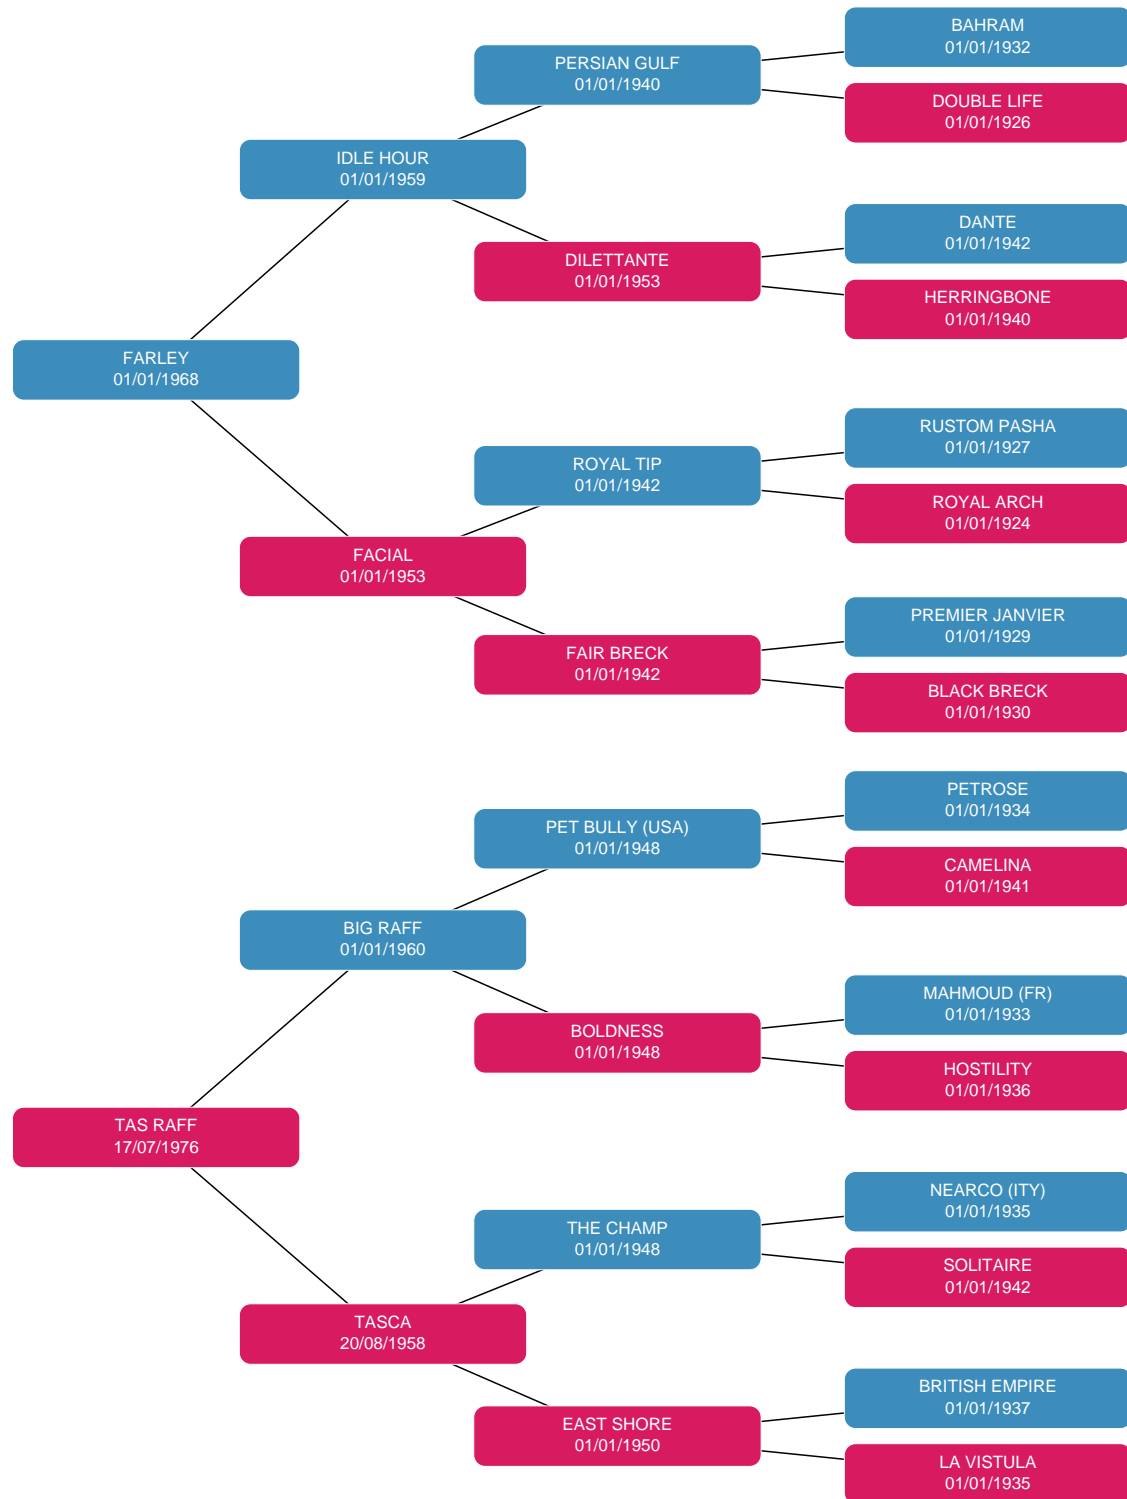 BAHRAM
01/01/1932
PERSIAN GULF
01/01/1940
DOUBLE LIFE
01/01/1926
IDLE HOUR
01/01/1959
DANTE
01/01/1942
DILETTANTE
01/01/1953
HERRINGBONE
01/01/1940
FARLEY
01/01/1968
RUSTOM PASHA
01/01/1927
ROYAL TIP
01/01/1942
ROYAL ARCH
01/01/1924
FACIAL
01/01/1953
PREMIER JANVIER
01/01/1929
FAIR BRECK
01/01/1942
BLACK BRECK
01/01/1930
PETROSE
01/01/1934
PET BULLY (USA)
01/01/1948
CAMELINA
01/01/1941
BIG RAFF
01/01/1960
MAHMOUD (FR)
01/01/1933
BOLDNESS
01/01/1948
HOSTILITY
01/01/1936
TAS RAFF
17/07/1976
NEARCO (ITY)
01/01/1935
THE CHAMP
01/01/1948
SOLITAIRE
01/01/1942
TASCA
20/08/1958
BRITISH EMPIRE
01/01/1937
EAST SHORE
01/01/1950
LA VISTULA
01/01/1935